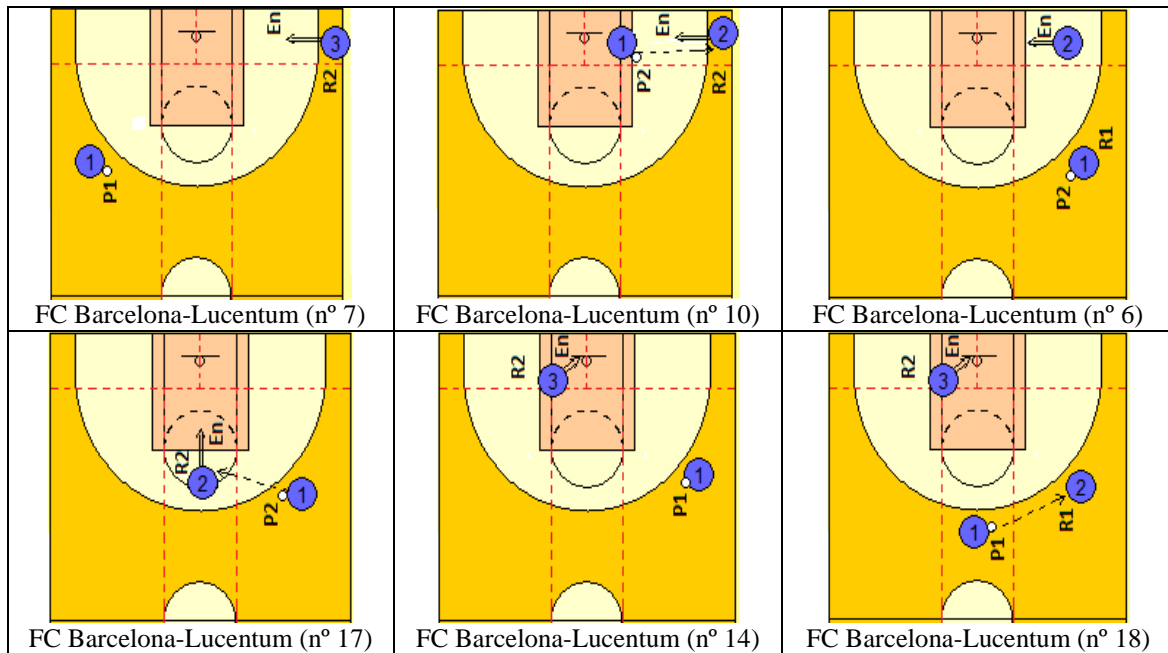 En
3
R2
1
P1
FC Barcelona-Lucentum (nº 7)
En
2
1
P2
R2
FC Barcelona-Lucentum (nº 10)
En
2
R1
1
P2
FC Barcelona-Lucentum (nº 6)
En
R2
2
1
P2
FC Barcelona-Lucentum (nº 17)
En
R2
3
1
P1
FC Barcelona-Lucentum (nº 14)
En
R2
3
2
R1
1
P1
FC Barcelona-Lucentum (nº 18)